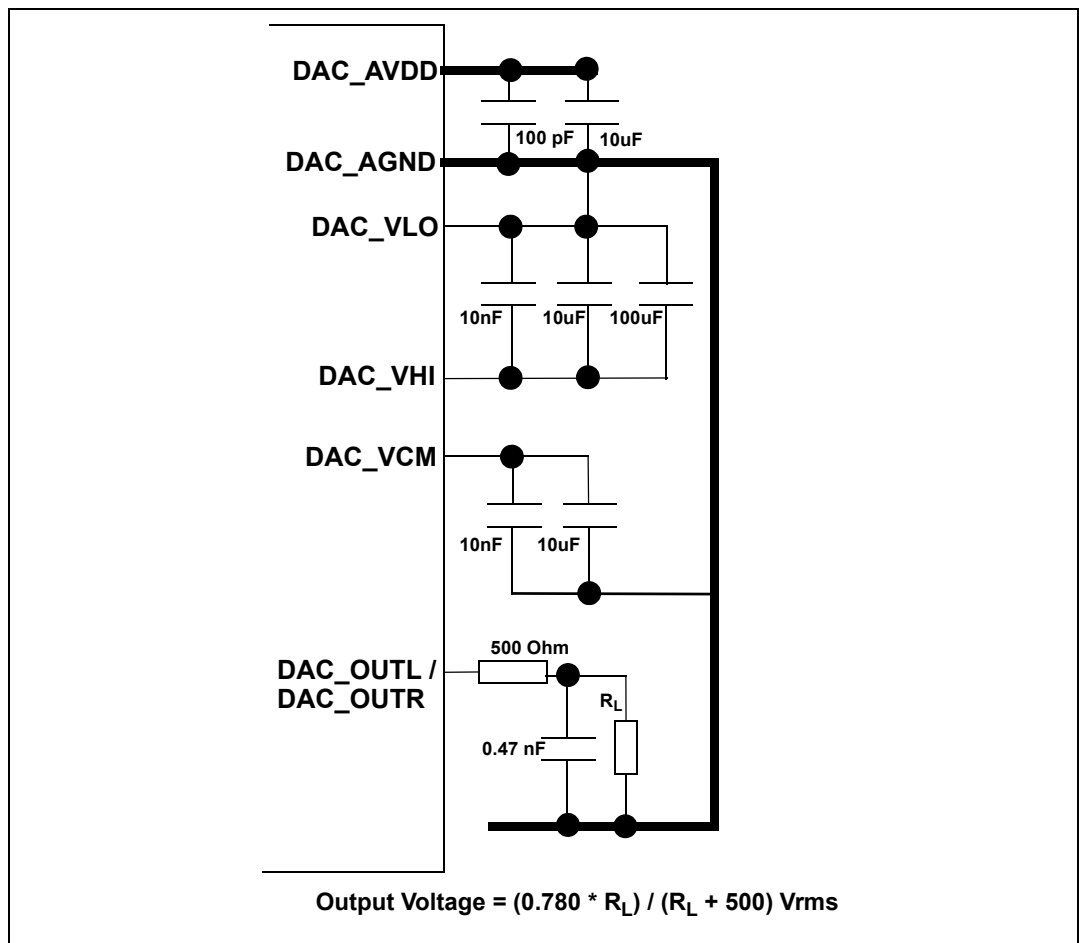 DAC_AVDD
100 pF
10uF
DAC_AGND
DAC_VLO
10nF
10uF
100uF
DAC_VHI
DAC_VCM
10nF
10uF
500 Ohm
DAC_OUTL /
DAC_OUTR
RL
0.47 nF
Output Voltage = (0.780 * RL) / (RL + 500) Vrms